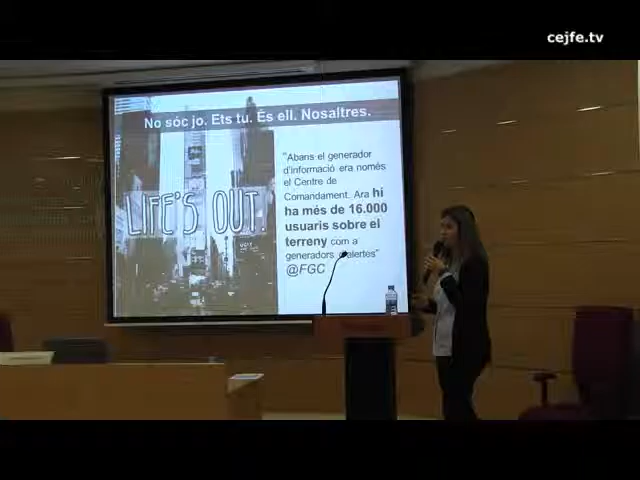 cejfe.tv
No sóc jo. Ets tu. És ell. Nosaltres.
"Abans el generador
d'informació era només
el Centre de
Comandament. Ara hi
ha més de 16.000
usuaris sobre el
terreny com a
generadors d'alertes"
@FGC
LIFE'S OUT.